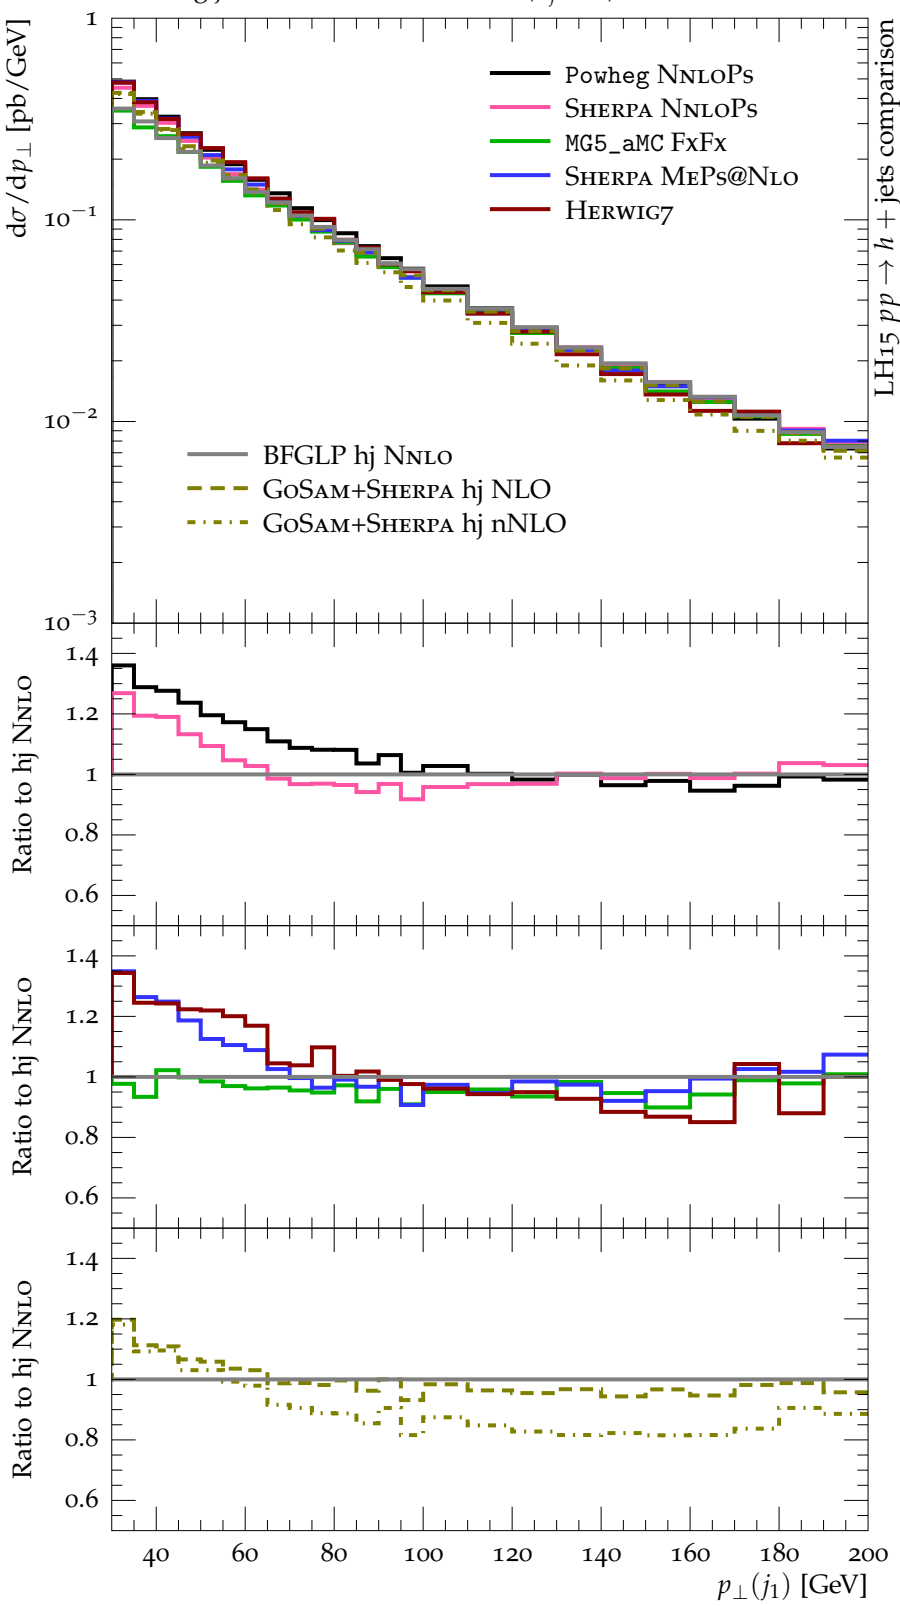 dσ/dp⊥ [pb/GeV]
1
10⁻¹
10⁻²
10⁻³
Powheg NNLOPS
SHERPA NNLOPS
MG5_aMC FxFx
SHERPA MEPS@NLO
HERWIG7
BFGLP hj NNLO
GoSam+SHERPA hj NLO
GoSam+SHERPA hj nNLO
LH15 pp → h + jets comparison
Ratio to hj NNLO
1.4
1.2
1
0.8
0.6
Ratio to hj NNLO
1.4
1.2
1
0.8
0.6
Ratio to hj NNLO
1.4
1.2
1
0.8
0.6
40 60 80 100 120 140 160 180 200
p⊥(j₁) [GeV]